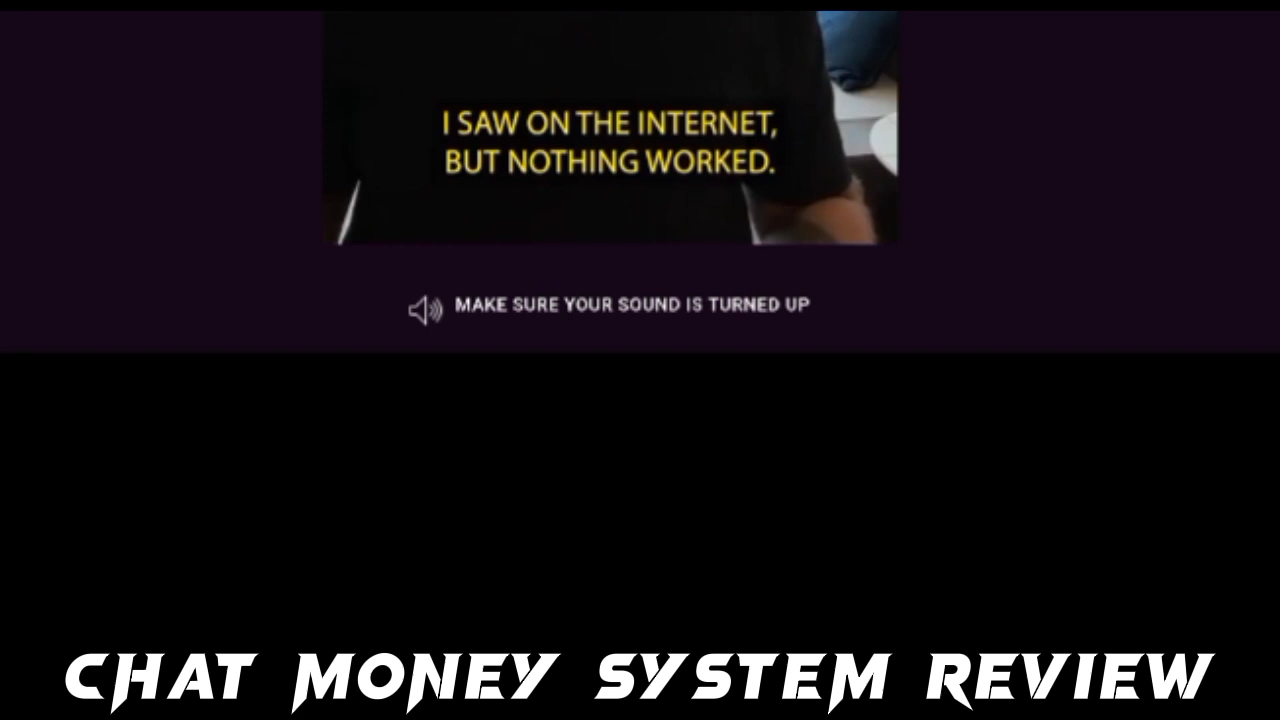 I SAW ON THE INTERNET,
BUT NOTHING WORKED.
MAKE SURE YOUR SOUND IS TURNED UP
CHAT MONEY SYSTEM REVIEW